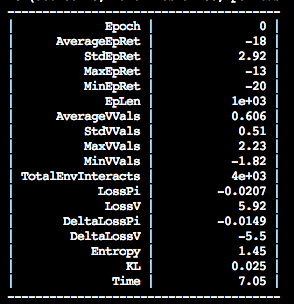 ---------------------------------------
| Epoch | 0 |
| AverageEpRet | -18 |
| StdEpRet | 2.92 |
| MaxEpRet | -13 |
| MinEpRet | -20 |
| EpLen | 1e+03 |
| AverageVVals | 0.606 |
| StdVVals | 0.51 |
| MaxVVals | 2.23 |
| MinVVals | -1.82 |
| TotalEnvInteracts | 4e+03 |
| LossPi | -0.0207 |
| LossV | 5.92 |
| DeltaLossPi | -0.0149 |
| DeltaLossV | -5.5 |
| Entropy | 1.45 |
| KL | 0.025 |
| Time | 7.05 |
---------------------------------------